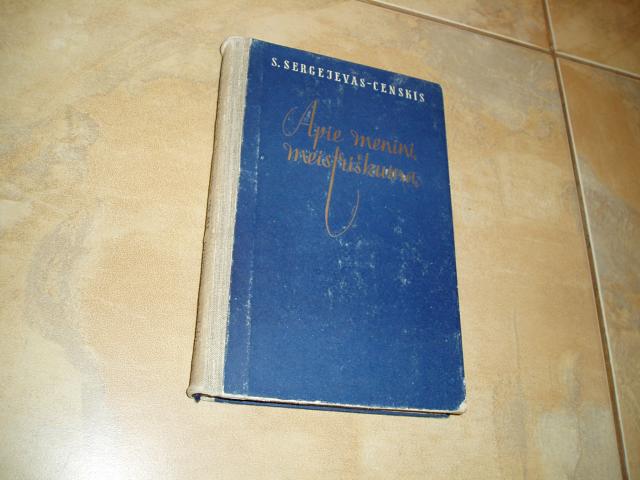 S. SERGEJEVAS-CENSKIS
Apie meninį
meistriškumą